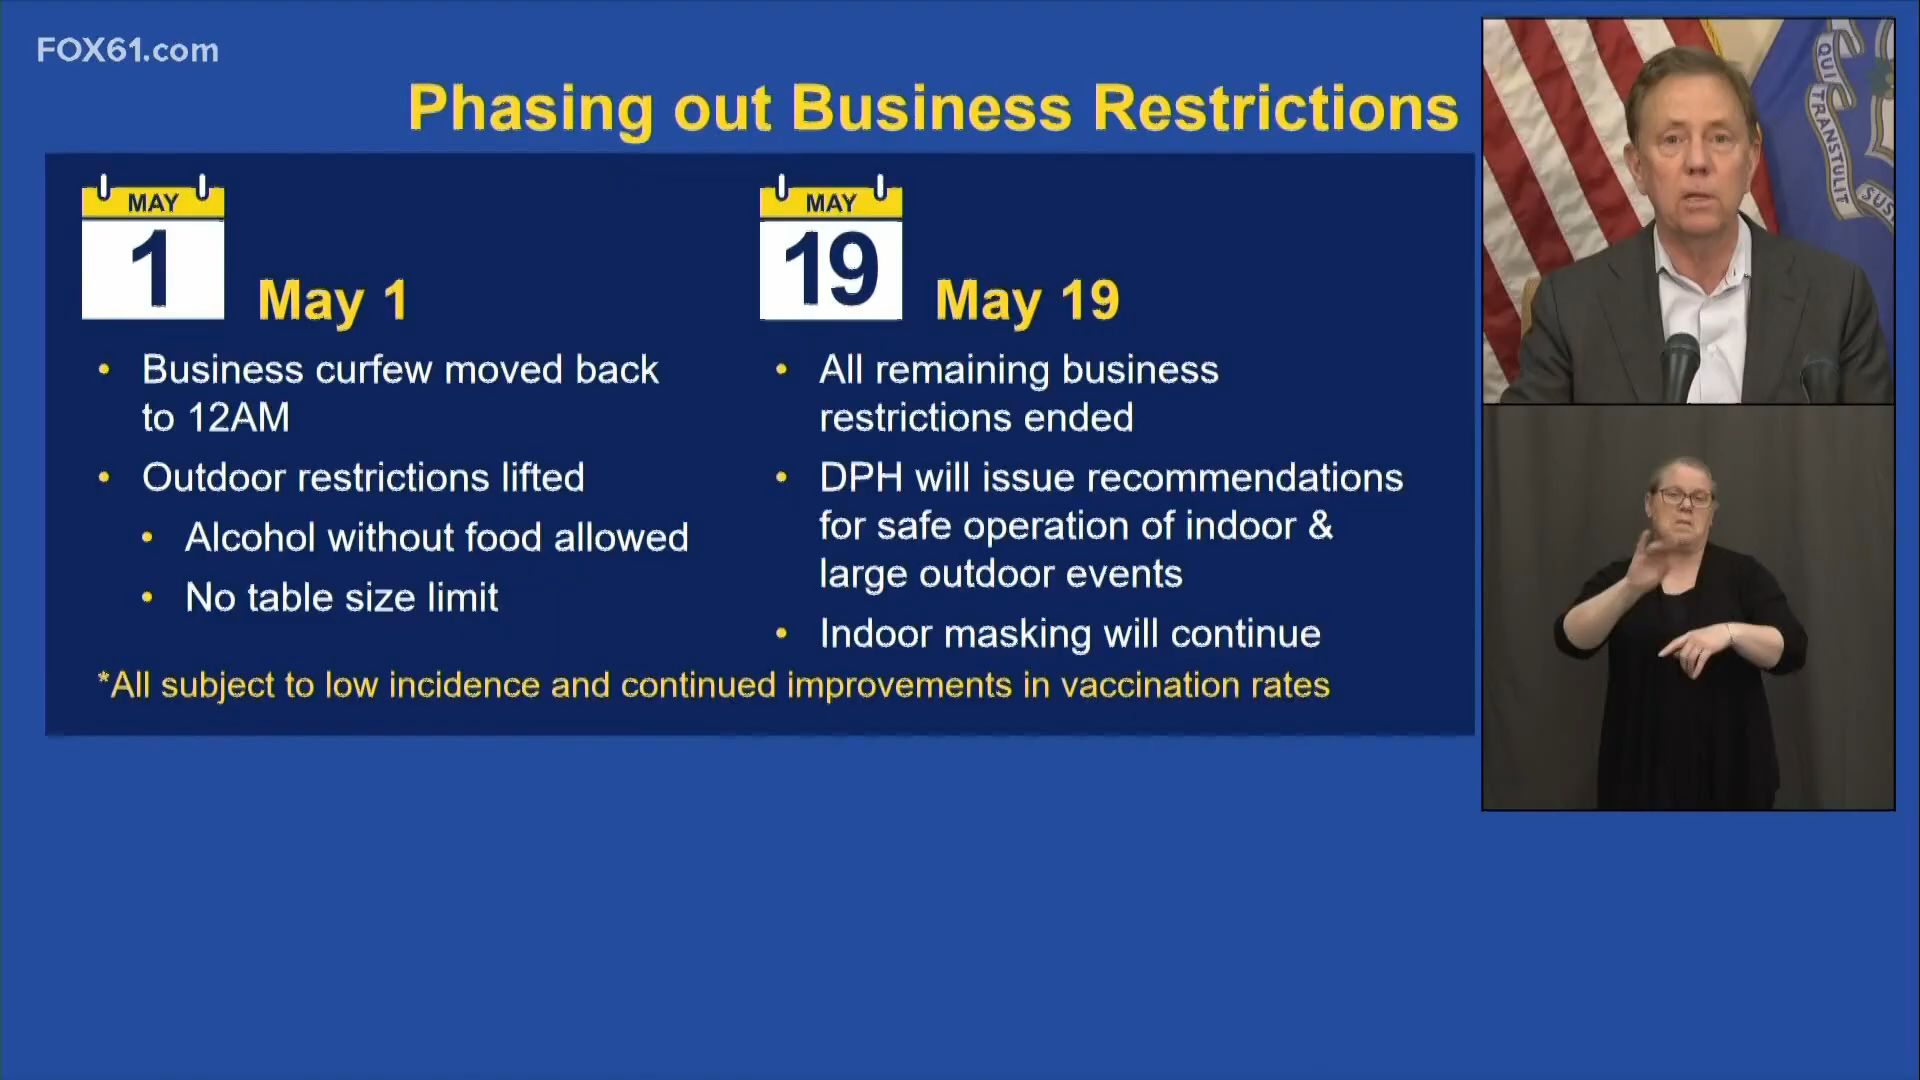 FOX61.com
Phasing out Business Restrictions
MAY
1
May 1
• Business curfew moved back
to 12AM
• Outdoor restrictions lifted
• Alcohol without food allowed
• No table size limit
MAY
19
May 19
• All remaining business
restrictions ended
• DPH will issue recommendations
for safe operation of indoor &
large outdoor events
• Indoor masking will continue
*All subject to low incidence and continued improvements in vaccination rates
QUI
TRANSTULIT
SUS